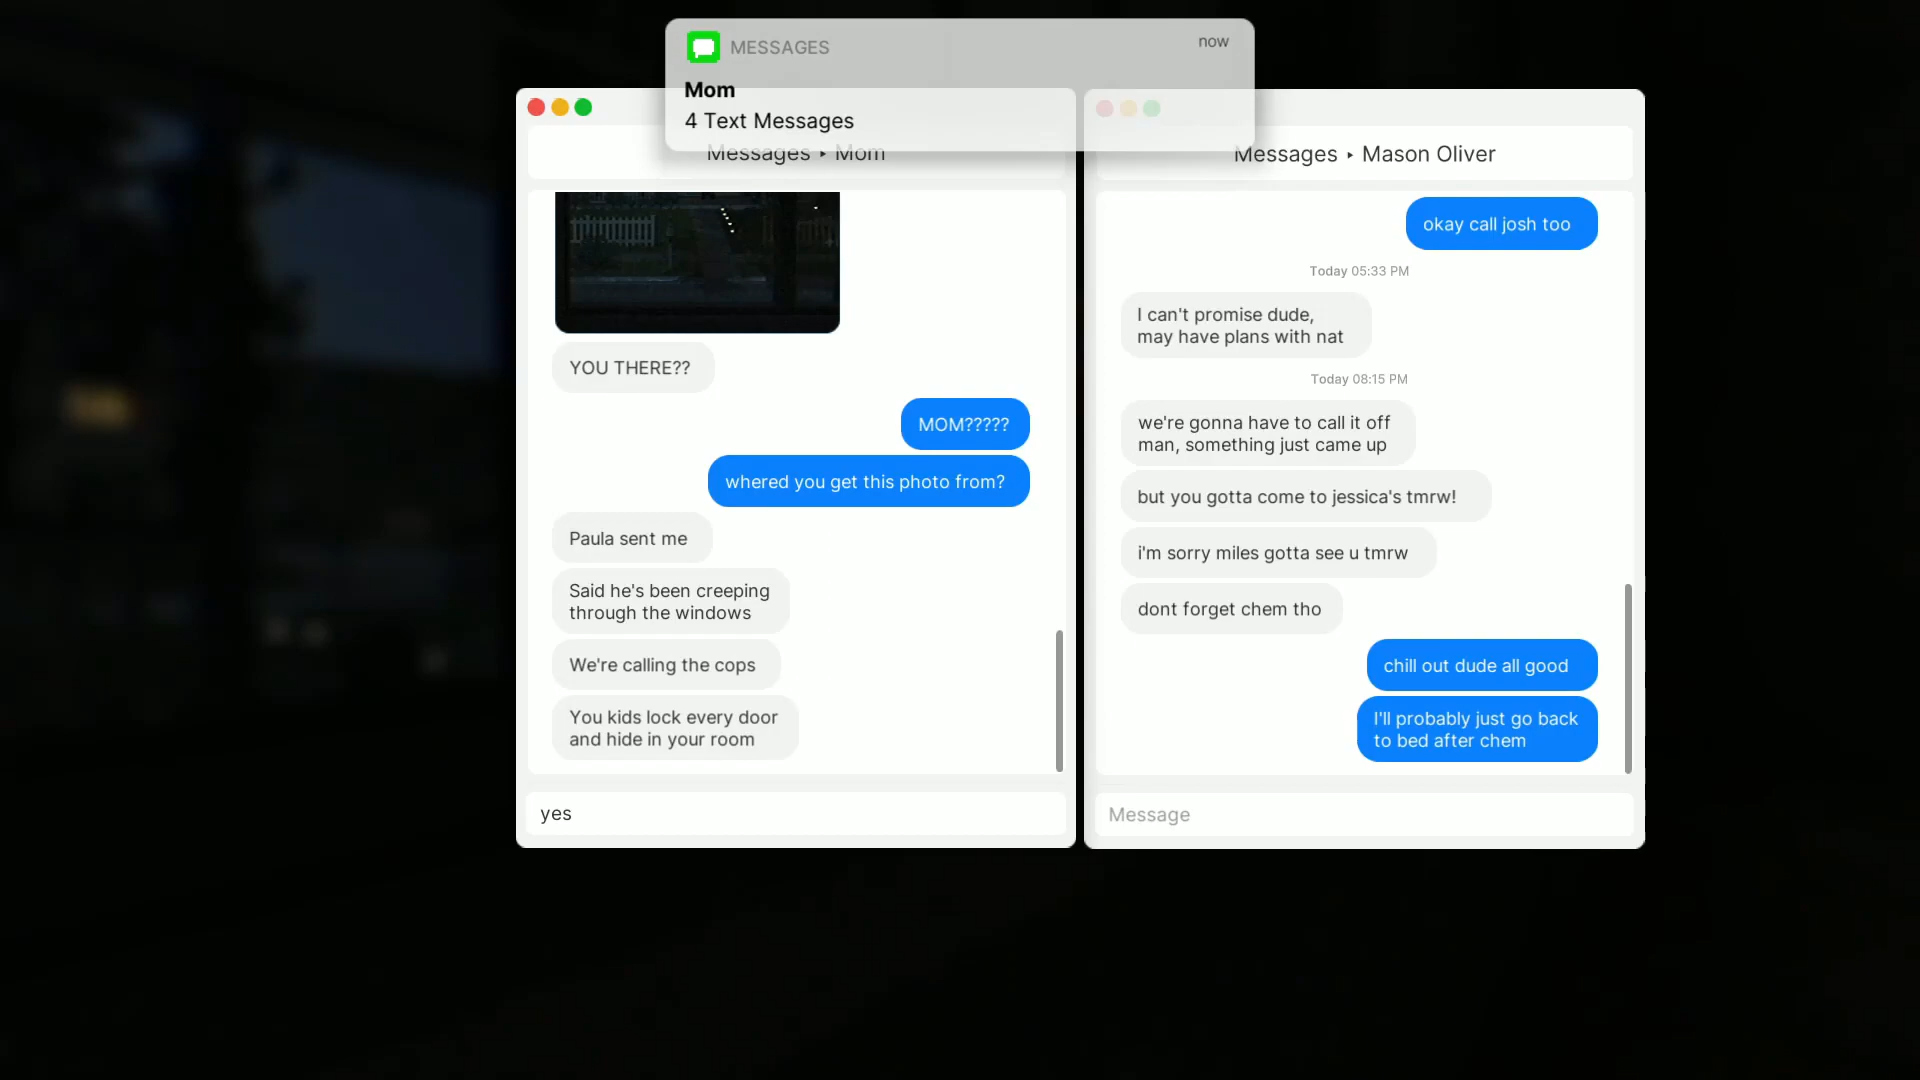 MESSAGES
now
Mom
4 Text Messages
Messages ‣ Mom
YOU THERE??
MOM?????
whered you get this photo from?
Paula sent me
Said he's been creeping
through the windows
We're calling the cops
You kids lock every door
and hide in your room
yes
Messages ‣ Mason Oliver
okay call josh too
Today 05:33 PM
I can't promise dude,
may have plans with nat
Today 08:15 PM
we're gonna have to call it off
man, something just came up
but you gotta come to jessica's tmrw!
i'm sorry miles gotta see u tmrw
dont forget chem tho
chill out dude all good
I'll probably just go back
to bed after chem
Message